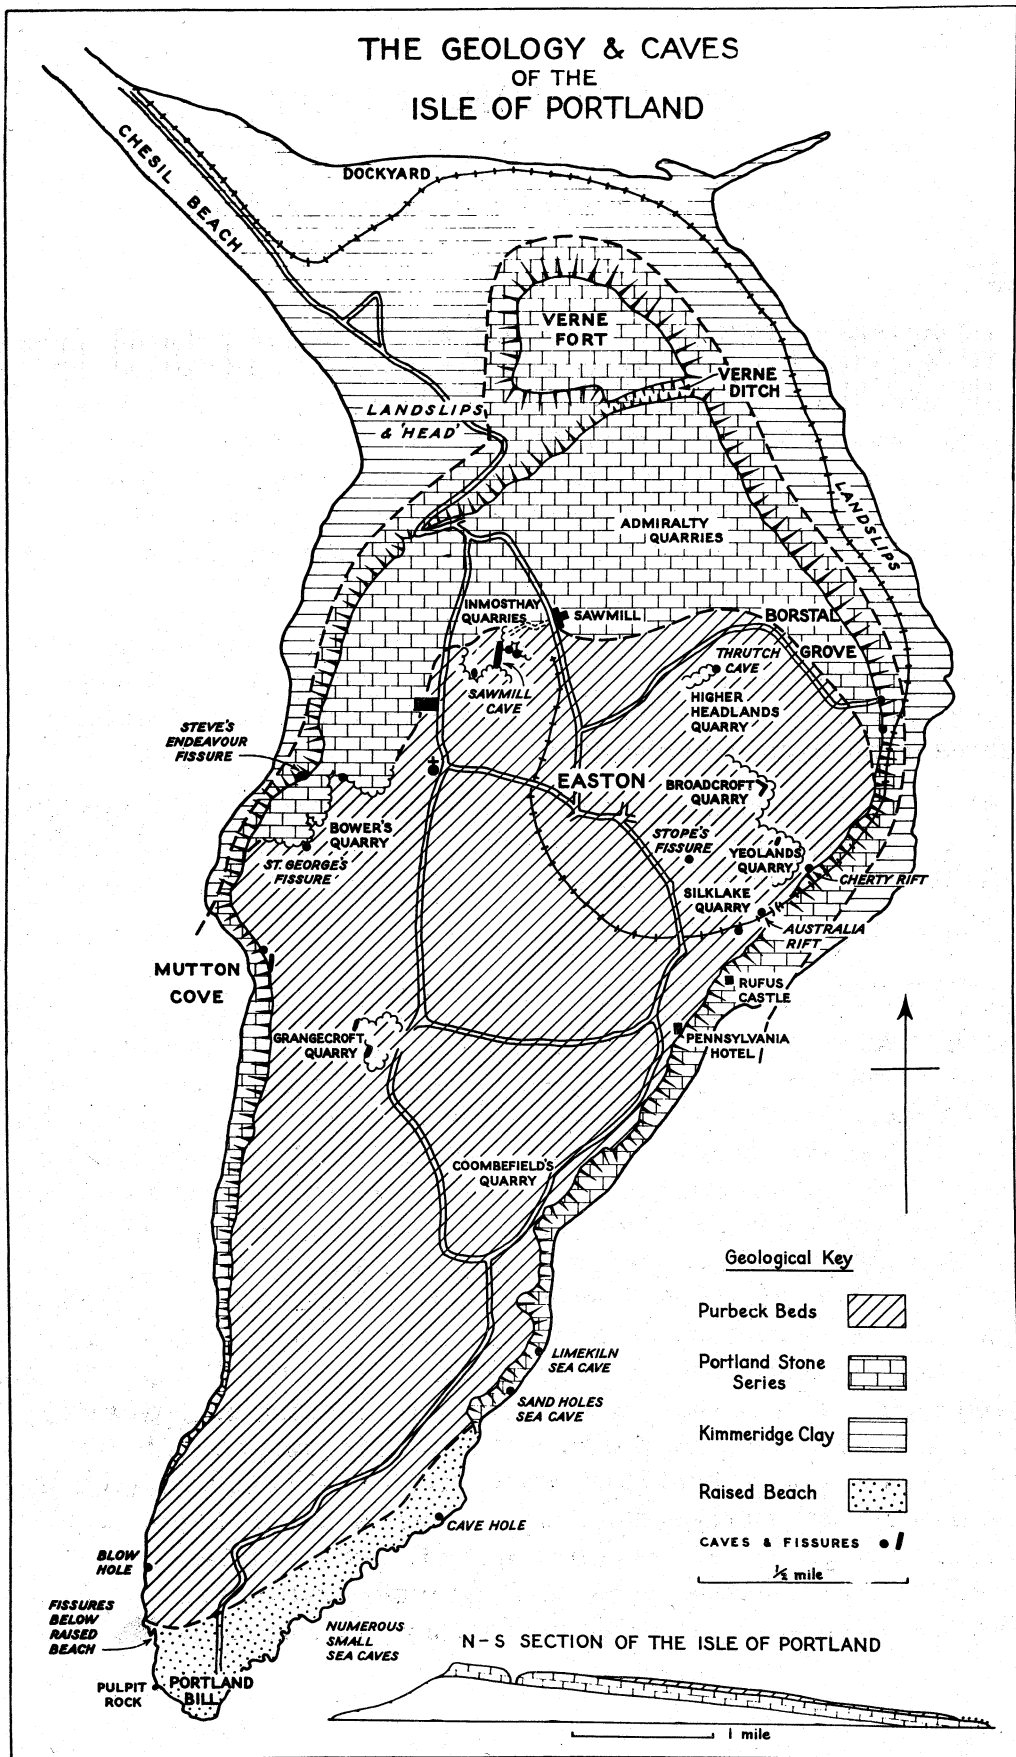 THE GEOLOGY & CAVES
OF THE
ISLE OF PORTLAND
CHESIL BEACH
DOCKYARD
VERNE
FORT
VERNE
DITCH
LANDSLIPS
& 'HEAD'
LANDSLIPS
ADMIRALTY
QUARRIES
INMOSTHAY
QUARRIES
SAWMILL
BORSTAL
GROVE
THRUTCH
CAVE
SAWMILL
CAVE
HIGHER
HEADLANDS
QUARRY
STEVE'S
ENDEAVOUR
FISSURE
EASTON
BROADCROFT
QUARRY
BOWER'S
QUARRY
STOPE'S
FISSURE
ST. GEORGE'S
FISSURE
YEOLANDS
QUARRY
CHERTY RIFT
SILKLAKE
QUARRY
AUSTRALIA
RIFT
MUTTON
COVE
RUFUS
CASTLE
GRANGECROFT
QUARRY
PENNSYLVANIA
HOTEL
COOMBEFIELD'S
QUARRY
Geological Key
Purbeck Beds
Portland Stone
Series
Kimmeridge Clay
Raised Beach
CAVES & FISSURES
½ mile
LIMEKILN
SEA CAVE
SAND HOLES
SEA CAVE
CAVE HOLE
BLOW
HOLE
FISSURES
BELOW
RAISED
BEACH
NUMEROUS
SMALL
SEA CAVES
PULPIT
ROCK
PORTLAND
BILL
N-S SECTION OF THE ISLE OF PORTLAND
1 mile